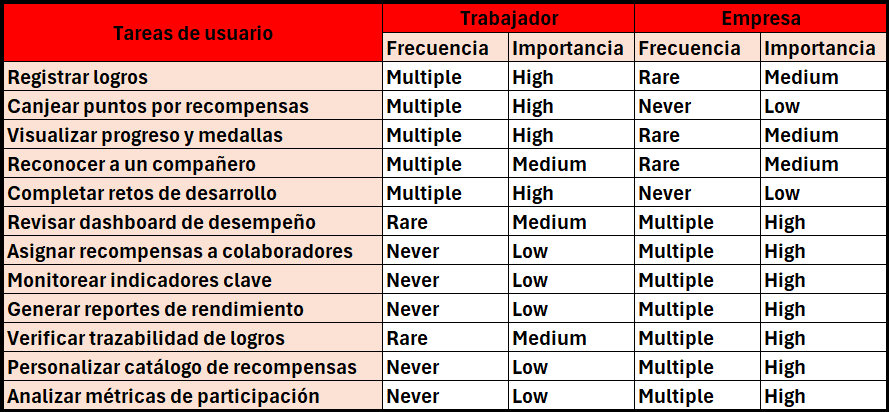 Tareas de usuario Trabajador Empresa
Frecuencia Importancia Frecuencia Importancia
Registrar logros Multiple High Rare Medium
Canjear puntos por recompensas Multiple High Never Low
Visualizar progreso y medallas Multiple High Rare Medium
Reconocer a un compañero Multiple Medium Rare Medium
Completar retos de desarrollo Multiple High Never Low
Revisar dashboard de desempeño Rare Medium Multiple High
Asignar recompensas a colaboradores Never Low Multiple High
Monitorear indicadores clave Never Low Multiple High
Generar reportes de rendimiento Never Low Multiple High
Verificar trazabilidad de logros Rare Medium Multiple High
Personalizar catálogo de recompensas Never Low Multiple High
Analizar métricas de participación Never Low Multiple High